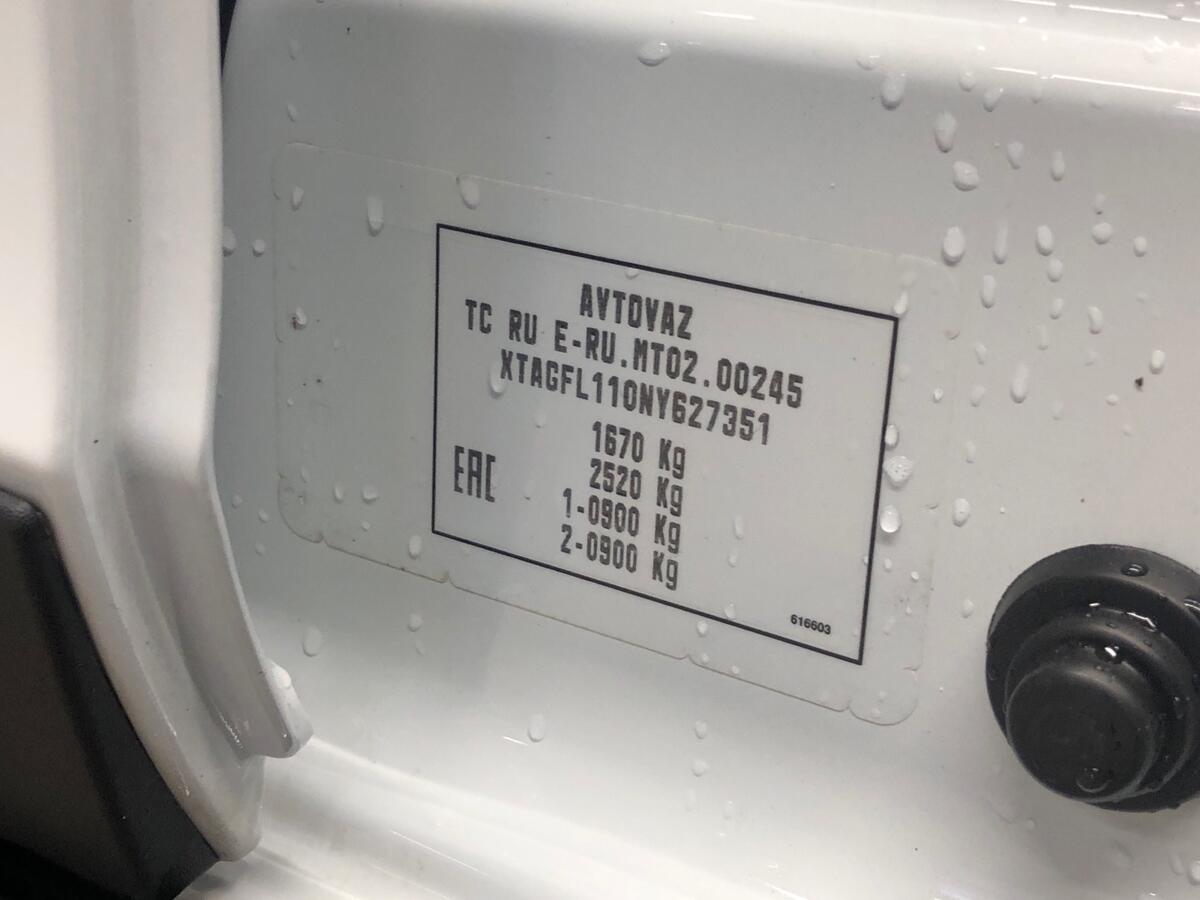 AVTOVAZ
TC RU E-RU.MT02.00245
XTAGFL110NY627351
1670 Kg
EAC
2520 Kg
1-0900 Kg
2-0900 Kg
616603